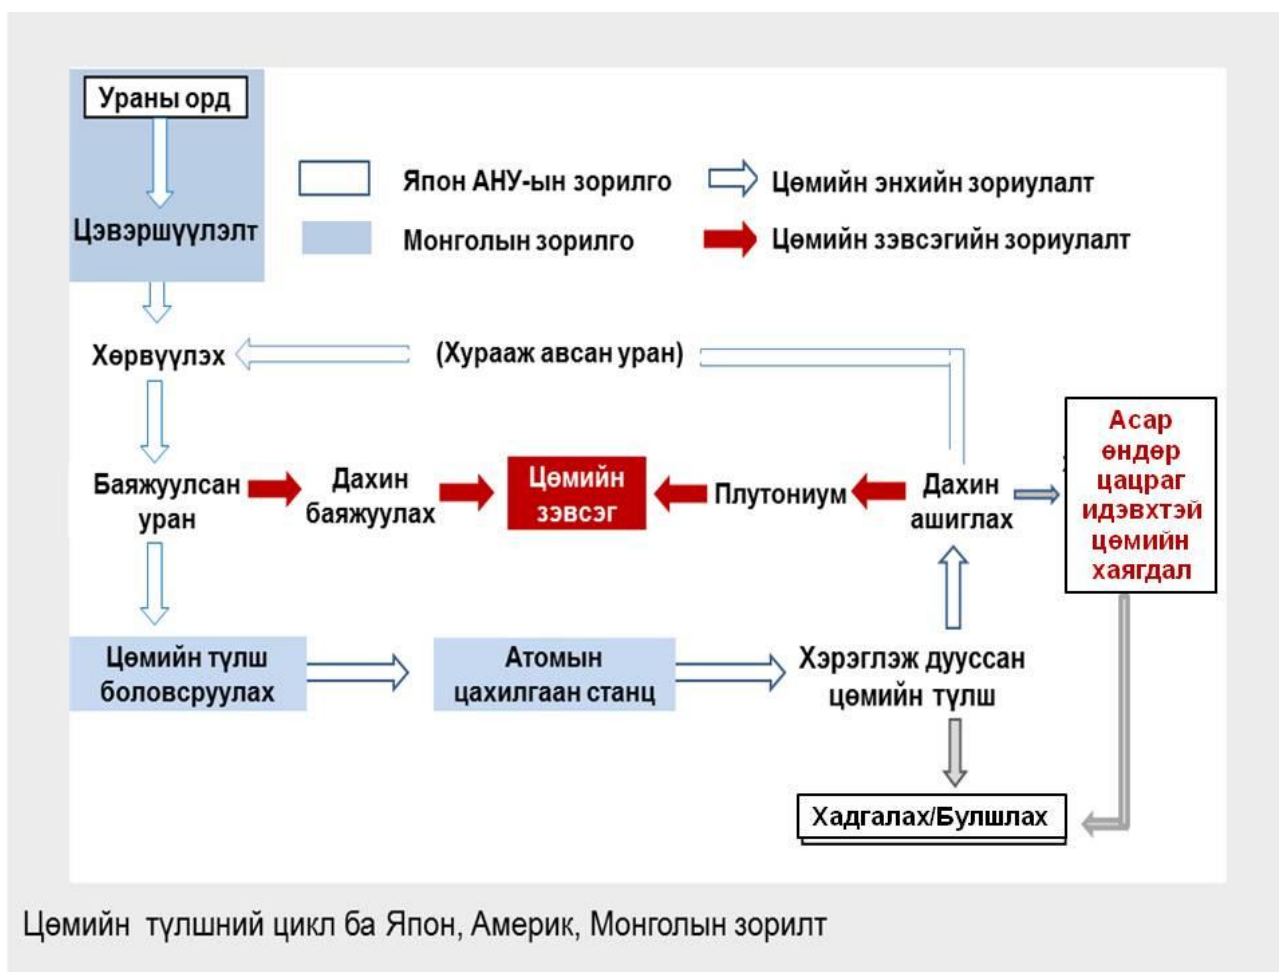 Ураны орд
Цэвэршүүлэлт
Япон АНУ-ын зорилго
Цөмийн энхийн зориулалт
Монголын зорилго
Цөмийн зэвсэгийн зориулалт
Хөрвүүлэх
(Хурааж авсан уран)
Баяжуулсан
уран
Дахин
баяжуулах
Цөмийн
зэвсэг
Плутониум
Дахин
ашиглах
Асар
өндөр
цацраг
идэвхтэй
цөмийн
хаягдал
Цөмийн түлш
боловсруулах
Атомын
цахилгаан станц
Хэрэглэж дууссан
цөмийн түлш
Хадгалах/Булшлах
Цөмийн түлшний цикл ба Япон, Америк, Монголын зорилт